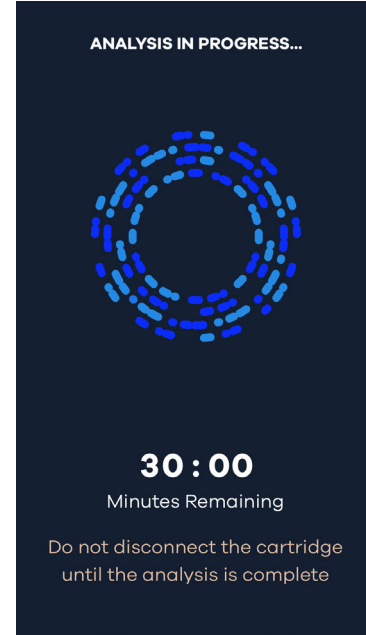 ANALYSIS IN PROGRESS...
30 : 00
Minutes Remaining
Do not disconnect the cartridge
until the analysis is complete